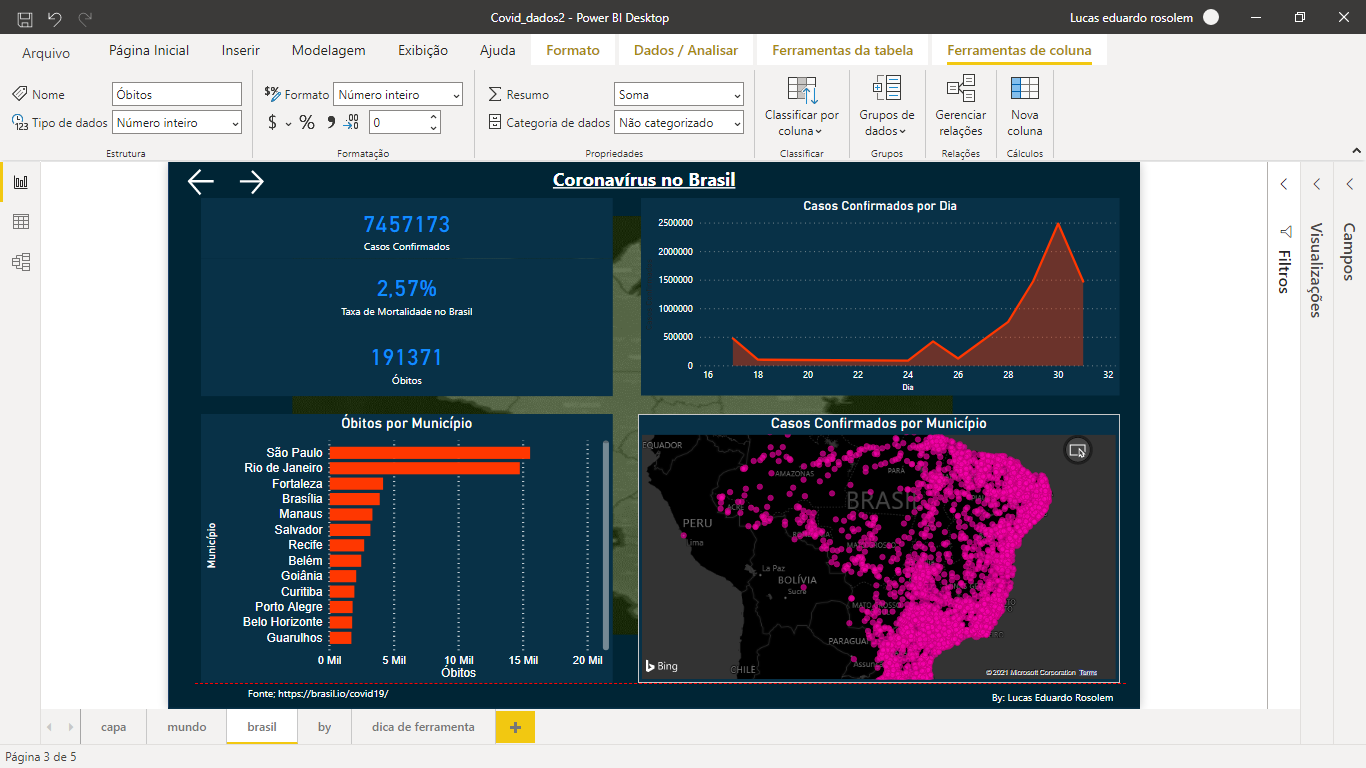 Covid_dados2 - Power BI Desktop
Lucas eduardo rosolem
Arquivo
Página Inicial
Inserir
Modelagem
Exibição
Ajuda
Formato
Dados / Analisar
Ferramentas da tabela
Ferramentas de coluna
Nome
Óbitos
Formato
Número inteiro
Resumo
Soma
Tipo de dados
Número inteiro
$
%
0
Categoria de dados
Não categorizado
Classificar por
coluna
Grupos de
dados
Gerenciar
relações
Nova
coluna
Estrutura
Formatação
Propriedades
Classificar
Grupos
Relações
Cálculos
Coronavírus no Brasil
7457173
Casos Confirmados
2,57%
Taxa de Mortalidade no Brasil
191371
Óbitos
Casos Confirmados por Dia
2500000
2000000
1500000
1000000
500000
0
16 18 20 22 24 26 28 30 32
Dia
Óbitos por Município
Município
São Paulo
Rio de Janeiro
Fortaleza
Brasília
Manaus
Salvador
Recife
Belém
Goiânia
Curitiba
Porto Alegre
Belo Horizonte
Guarulhos
0 Mil 5 Mil 10 Mil 15 Mil 20 Mil
Óbitos
Casos Confirmados por Município
EQUADOR
AMAZONAS
PARÁ
ACRE
BRASIL
PERU
Lima
MATO GROSSO
La Paz
BOLÍVIA
Sucre
MATO GROSSO
PARAGUAI
Assun
CHILE
Bing
© 2021 Microsoft Corporation Terms
Fonte; https://brasil.io/covid19/
By: Lucas Eduardo Rosolem
Filtros
Visualizações
Campos
capa
mundo
brasil
by
dica de ferramenta
+
Página 3 de 5